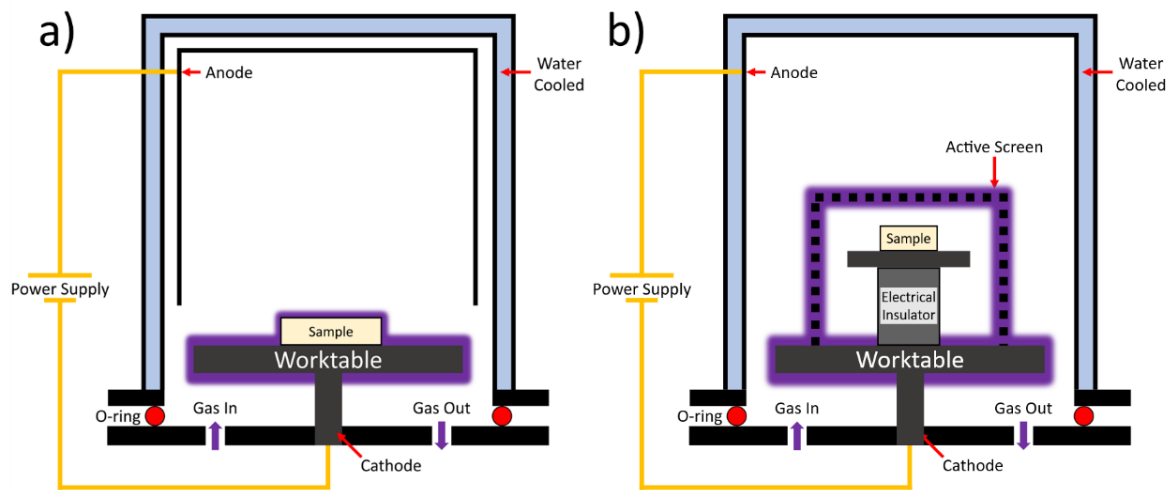 a)
Anode
Water
Cooled
Power Supply
Sample
Worktable
O-ring
Gas In
Gas Out
Cathode
b)
Anode
Water
Cooled
Active Screen
Sample
Power Supply
Electrical
Insulator
Worktable
O-ring
Gas In
Gas Out
Cathode